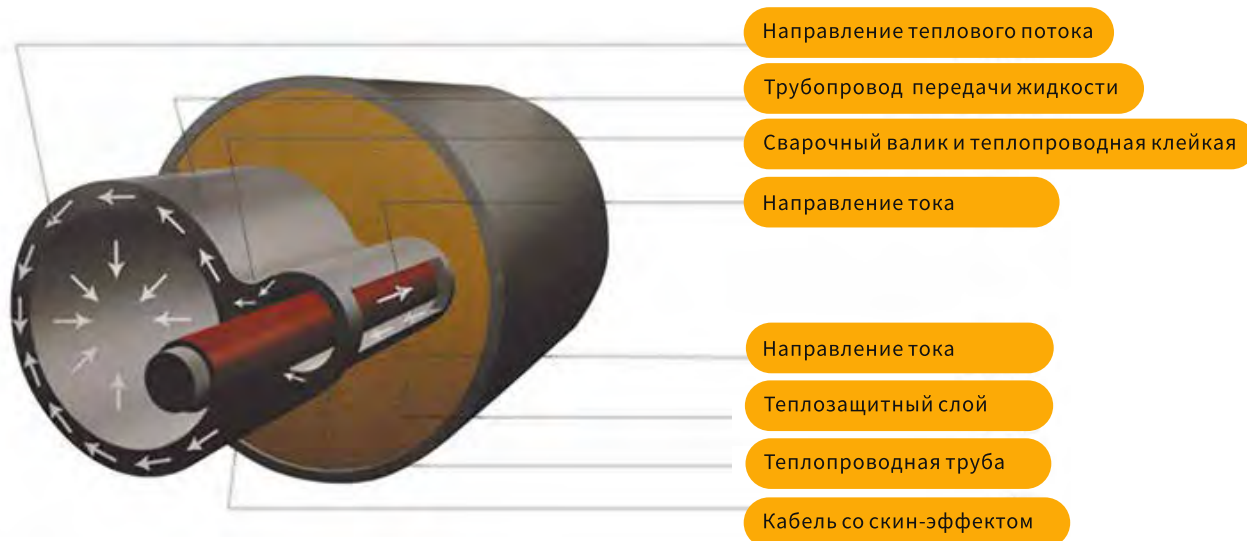 Направление теплового потока
Трубопровод передачи жидкости
Сварочный валик и теплопроводная клейкая
Направление тока
Направление тока
Теплозащитный слой
Теплопроводная труба
Кабель со скин-эффектом